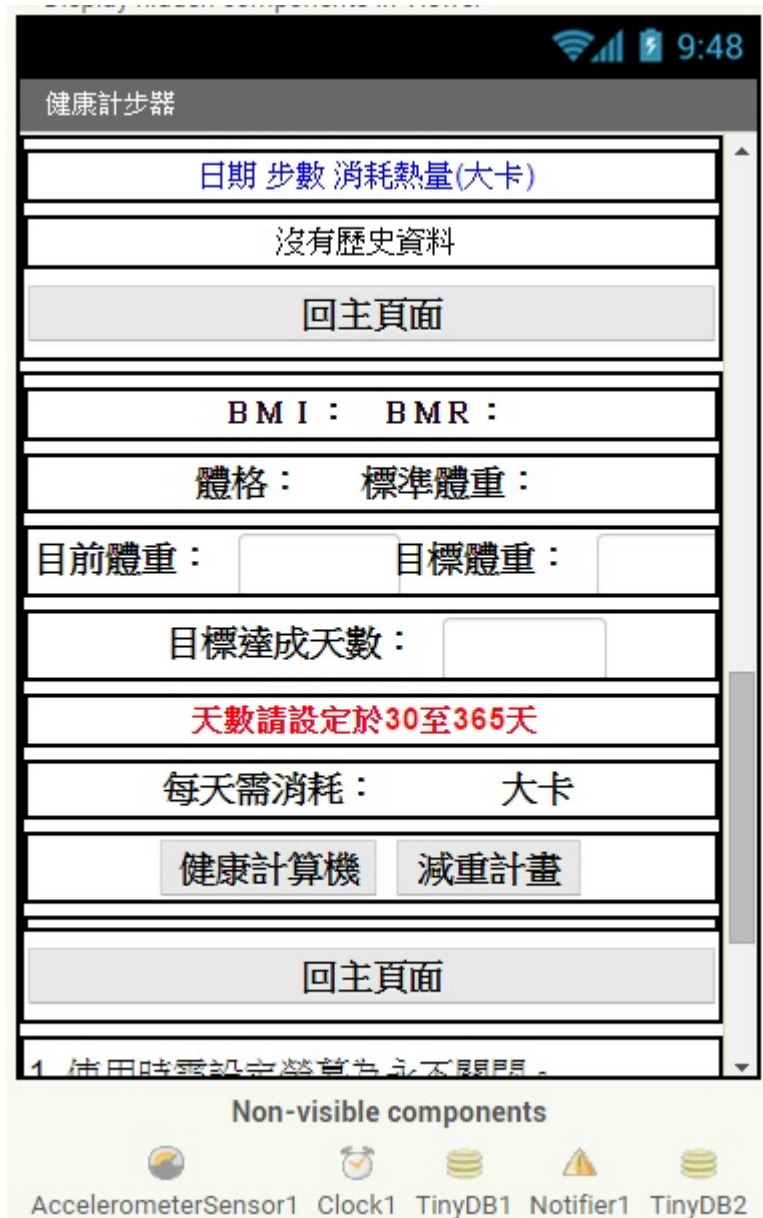 9:48
健康計步器
日期 步數 消耗熱量(大卡)
沒有歷史資料
回主頁面
BMI： BMR：
體格： 標準體重：
目前體重： 目標體重：
目標達成天數：
天數請設定於30至365天
每天需消耗： 大卡
健康計算機 減重計畫
回主頁面
Non-visible components
AccelerometerSensor1 Clock1 TinyDB1 Notifier1 TinyDB2